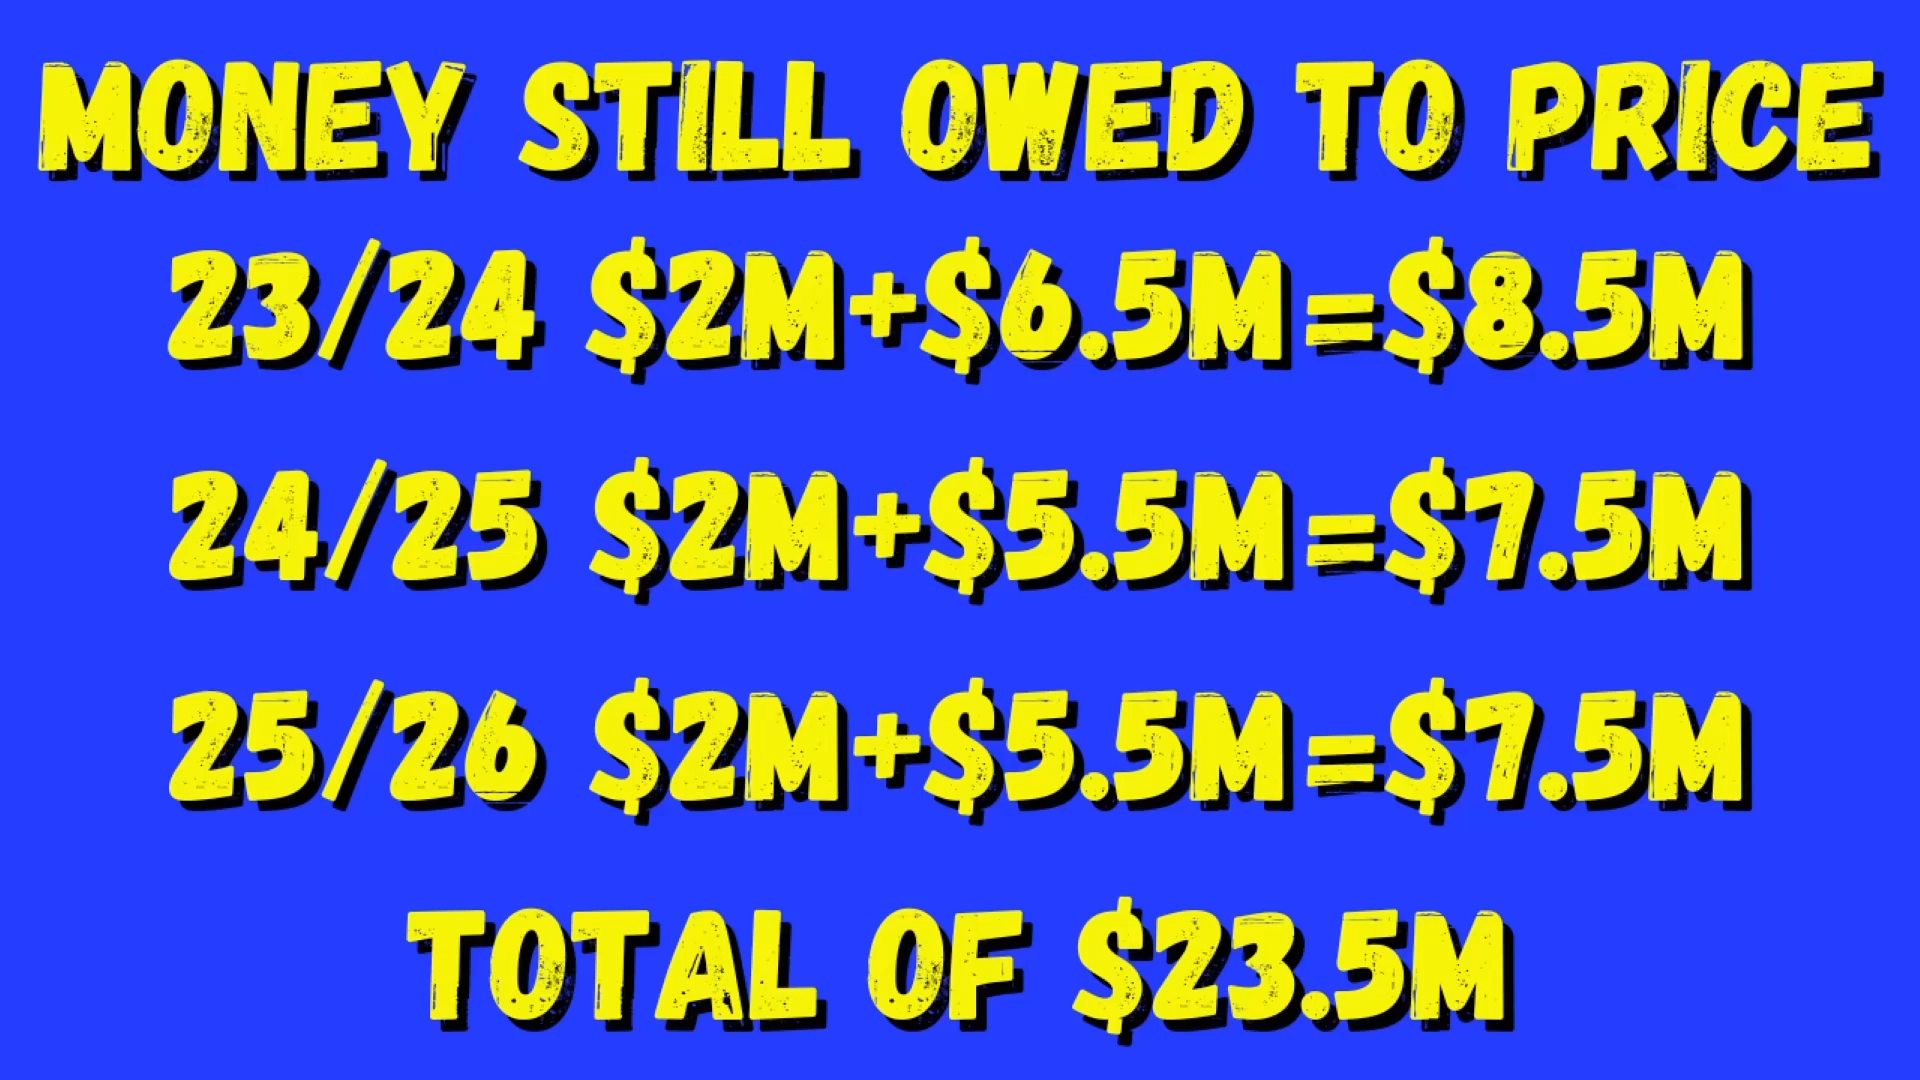 MONEY STILL OWED TO PRICE
23/24 $2M+$6.5M=$8.5M
24/25 $2M+$5.5M=$7.5M
25/26 $2M+$5.5M=$7.5M
TOTAL OF $23.5M